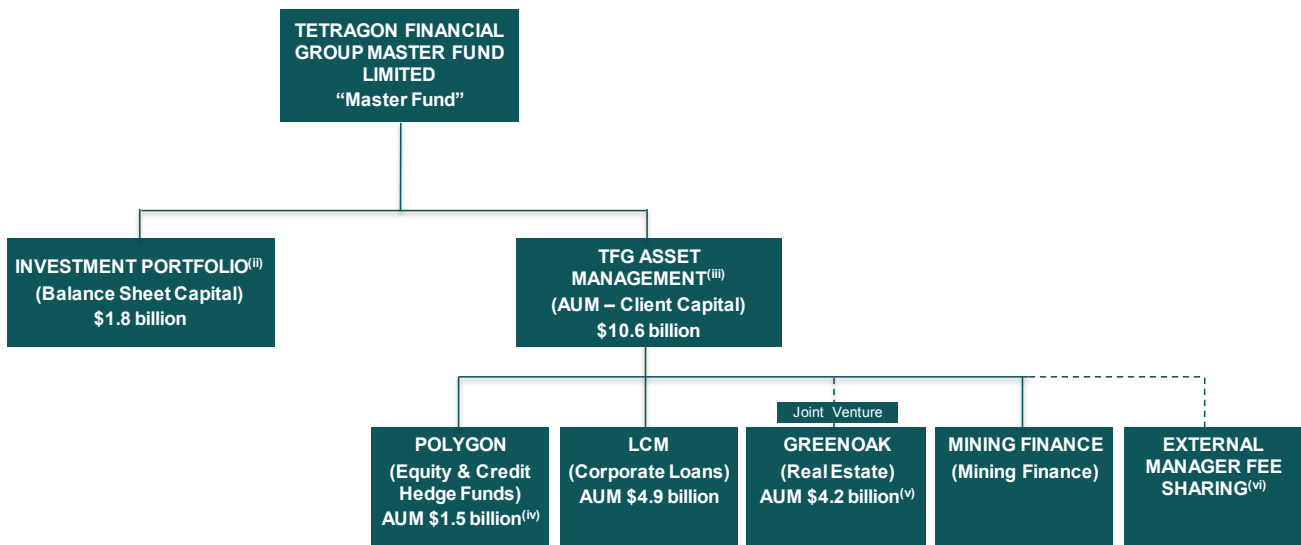 TETRAGON FINANCIAL
GROUP MASTER FUND
LIMITED
“Master Fund”
INVESTMENT PORTFOLIO(ii)
(Balance Sheet Capital)
$1.8 billion
TFG ASSET
MANAGEMENT(iii)
(AUM – Client Capital)
$10.6 billion
Joint Venture
POLYGON
(Equity & Credit
Hedge Funds)
AUM $1.5 billion(iv)
LCM
(Corporate Loans)
AUM $4.9 billion
GREENOAK
(Real Estate)
AUM $4.2 billion(v)
MINING FINANCE
(Mining Finance)
EXTERNAL
MANAGER FEE
SHARING(vi)